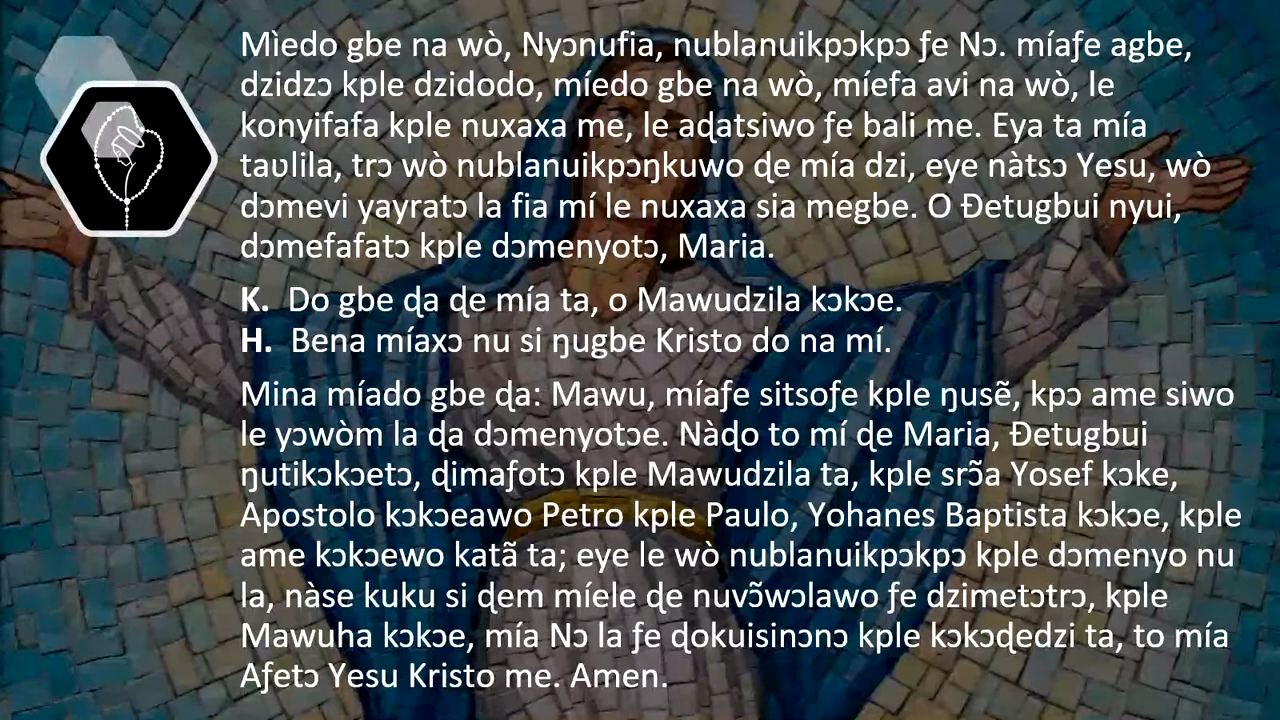 Mìedo gbe na wò, Nyɔnufia, nublanuikpɔkpɔ ƒe Nɔ. míaƒe agbe,
dzidzɔ kple dzidodo, míedo gbe na wò, míefa avi na wò, le
konyifafa kple nuxaxa me, le aɖatsiwo ƒe bali me. Eya ta mía
taʋlila, trɔ wò nublanuikpɔŋkuwo ɖe mía dzi, eye nàtsɔ Yesu, wò
dɔmevi yayratɔ la fia mí le nuxaxa sia megbe. O Ɖetugbui nyui,
dɔmefafatɔ kple dɔmenyotɔ, Maria.
K. Do gbe ɖa ɖe mía ta, o Mawudzila kɔkɔe.
H. Bena míaxɔ nu si ŋugbe Kristo do na mí.
Mina míado gbe ɖa: Mawu, míaƒe sitsoƒe kple ŋusẽ, kpɔ ame siwo
le yɔwòm la ɖa dɔmenyotɔe. Nàɖo to mí ɖe Maria, Ɖetugbui
ŋutikɔkɔetɔ, ɖimaƒotɔ kple Mawudzila ta, kple srɔ̃a Yosef kɔke,
Apostolo kɔkɔeawo Petro kple Paulo, Yohanes Baptista kɔkɔe, kple
ame kɔkɔewo katã ta; eye le wò nublanuikpɔkpɔ kple dɔmenyo nu
la, nàse kuku si ɖem míele ɖe nuvɔ̃wɔlawo ƒe dzimetɔtrɔ, kple
Mawuha kɔkɔe, mía Nɔ la ƒe ɖokuisinɔnɔ kple kɔkɔɖedzi ta, to mía
Aƒetɔ Yesu Kristo me. Amen.